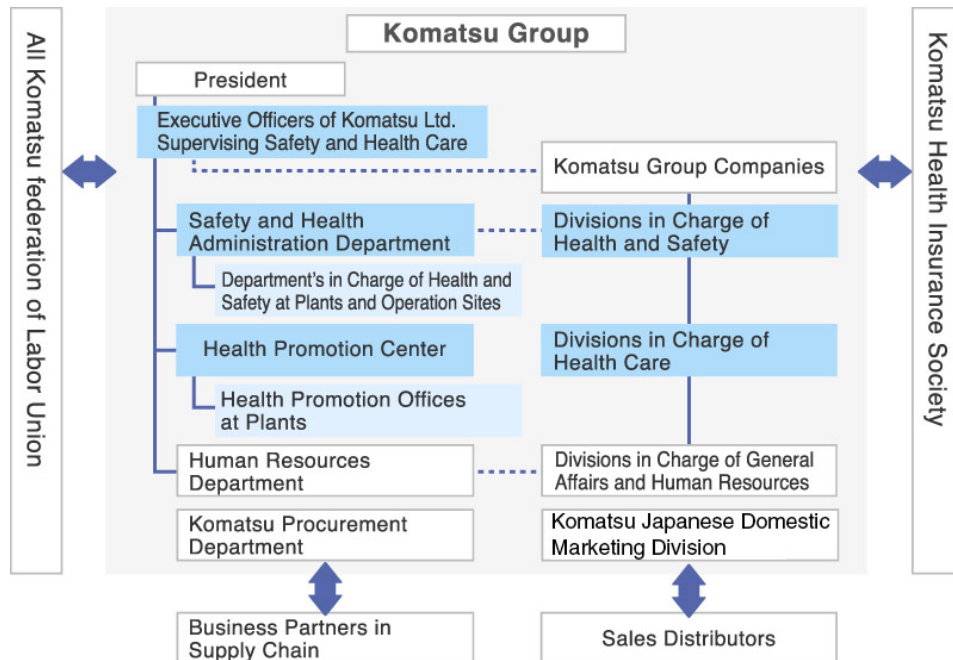 All Komatsu federation of Labor Union
Komatsu Group
President
Executive Officers of Komatsu Ltd.
Supervising Safety and Health Care
Komatsu Group Companies
Safety and Health
Administration Department
Divisions in Charge of
Health and Safety
Department's in Charge of Health and
Safety at Plants and Operation Sites
Health Promotion Center
Divisions in Charge of
Health Care
Health Promotion Offices
at Plants
Human Resources
Department
Divisions in Charge of General
Affairs and Human Resources
Komatsu Procurement
Department
Komatsu Japanese Domestic
Marketing Division
Business Partners in
Supply Chain
Sales Distributors
Komatsu Health Insurance Society